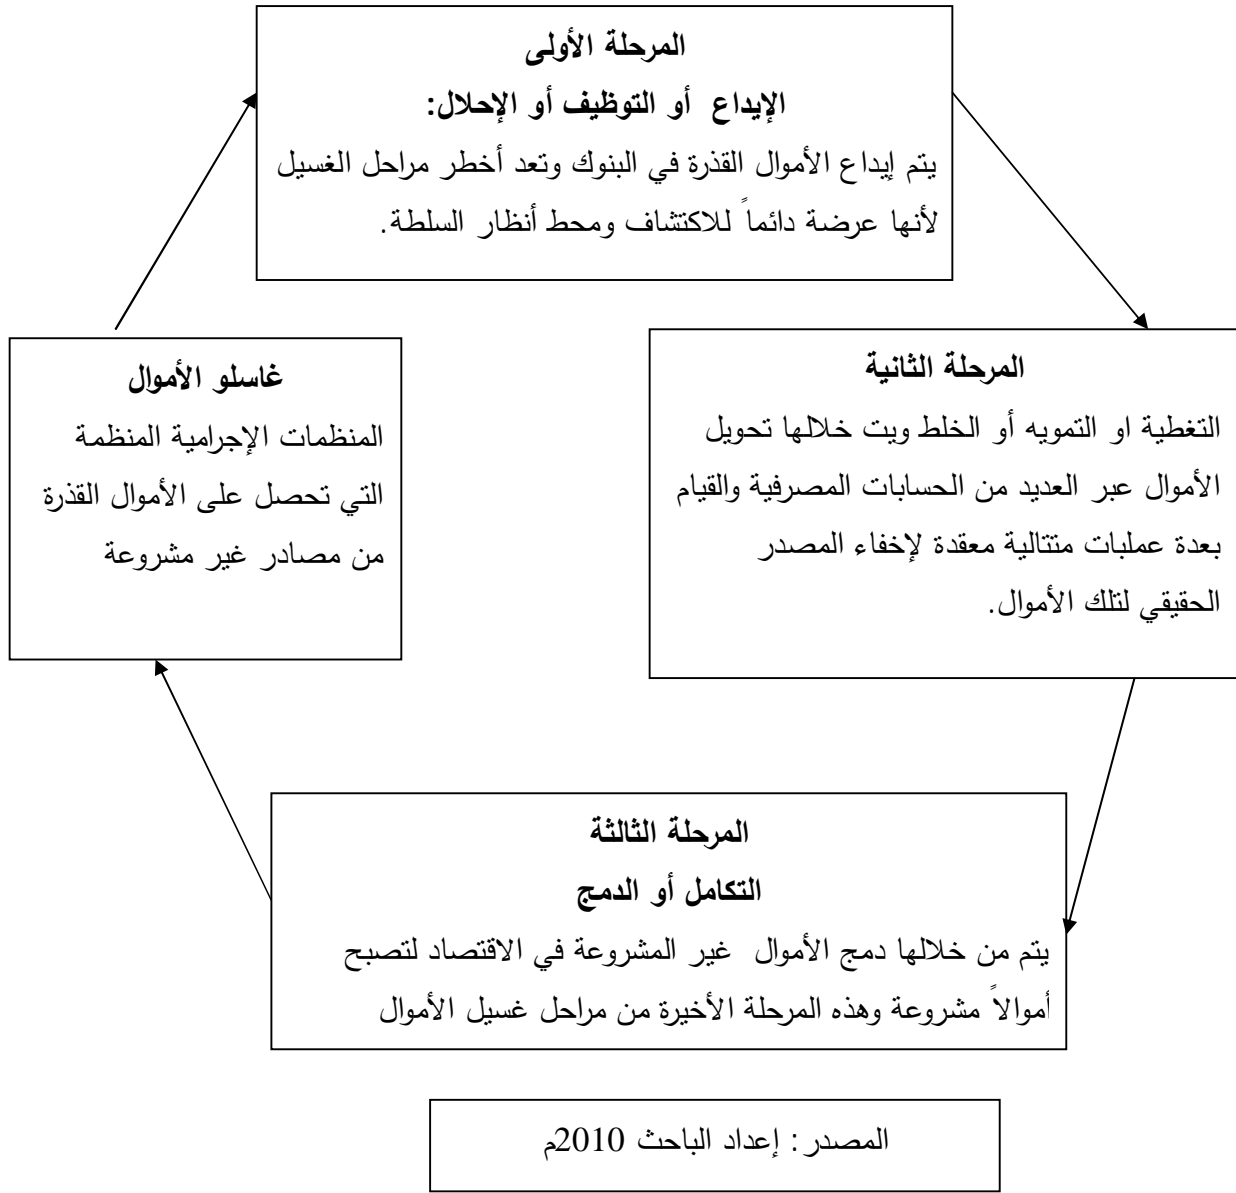 المرحلة الأولى
الإيداع أو التوظيف أو الإحلال:
يتم إيداع الأموال القذرة في البنوك وتعد أخطر مراحل الغسيل
لأنها عرضة دائماً للاكتشاف ومحط أنظار السلطة.
المرحلة الثانية
التغطية او التمويه أو الخلط ويت خلالها تحويل
الأموال عبر العديد من الحسابات المصرفية والقيام
بعدة عمليات متتالية معقدة لإخفاء المصدر
الحقيقي لتلك الأموال.
المرحلة الثالثة
التكامل أو الدمج
يتم من خلالها دمج الأموال غير المشروعة في الاقتصاد لتصبح
أموالاً مشروعة وهذه المرحلة الأخيرة من مراحل غسيل الأموال
غاسلو الأموال
المنظمات الإجرامية المنظمة
التي تحصل على الأموال القذرة
من مصادر غير مشروعة
المصدر: إعداد الباحث 2010م